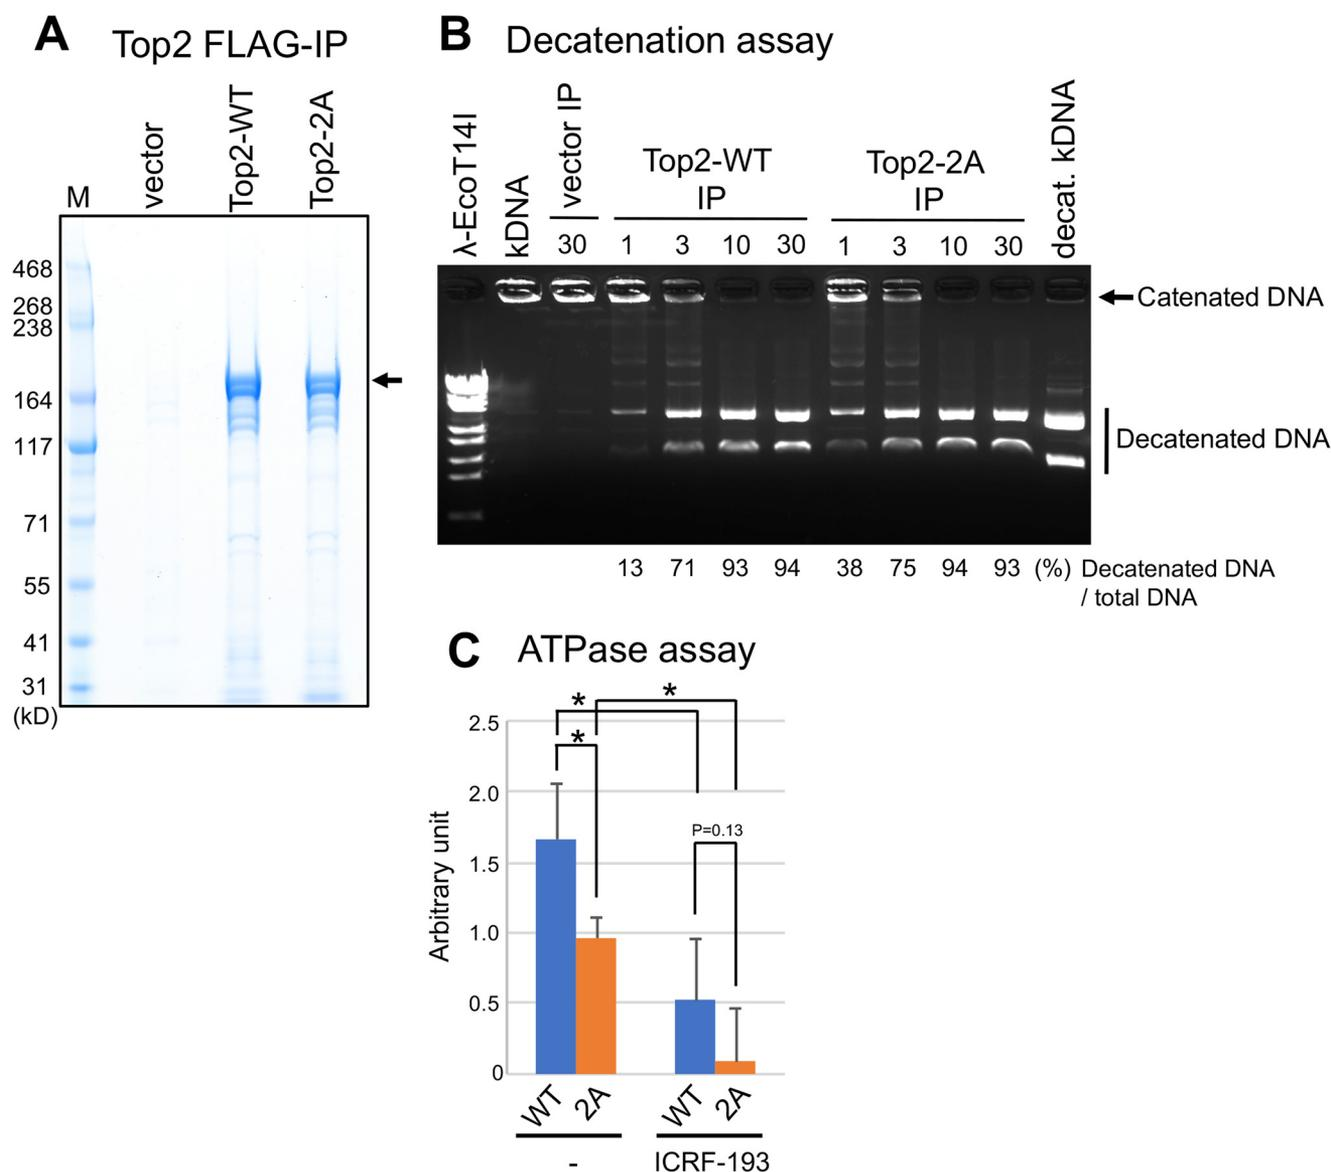 A Top2 FLAG-IP
M vector Top2-WT Top2-2A
468
268
238
164
117
71
55
41
31
(kD)
B Decatenation assay
λ-EcoT14I kDNA vector IP Top2-WT Top2-2A decat. kDNA
IP IP
30 1 3 10 30 1 3 10 30
Catenated DNA
Decatenated DNA
13 71 93 94 38 75 94 93 (%) Decatenated DNA
/ total DNA
C ATPase assay
* *
*
P=0.13
Arbitrary unit
2.5
2.0
1.5
1.0
0.5
0
WT 2A WT 2A
- ICRF-193